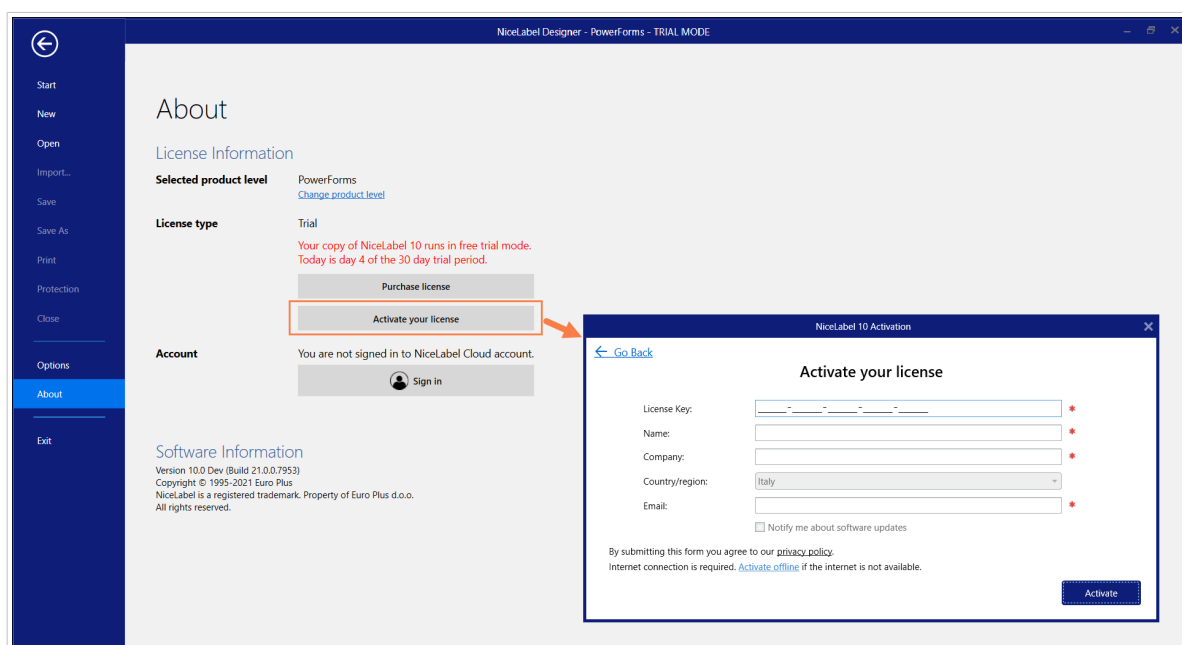 NiceLabel Designer - PowerForms - TRIAL MODE
Start
New
Open
Import...
Save
Save As
Print
Protection
Close
Options
About
Exit
About
License Information
Selected product level PowerForms
Change product level
License type Trial
Your copy of NiceLabel 10 runs in free trial mode.
Today is day 4 of the 30 day trial period.
Purchase license
Activate your license
Account You are not signed in to NiceLabel Cloud account.
Sign in
Software Information
Version 10.0 Dev (Build 21.0.0.7953)
Copyright © 1995-2021 Euro Plus
NiceLabel is a registered trademark. Property of Euro Plus d.o.o.
All rights reserved.
NiceLabel 10 Activation
Go Back
Activate your license
License Key: _____-_____-_____-_____-_____ *
Name: *
Company: *
Country/region: Italy
Email: *
Notify me about software updates
By submitting this form you agree to our privacy policy.
Internet connection is required. Activate offline if the internet is not available.
Activate